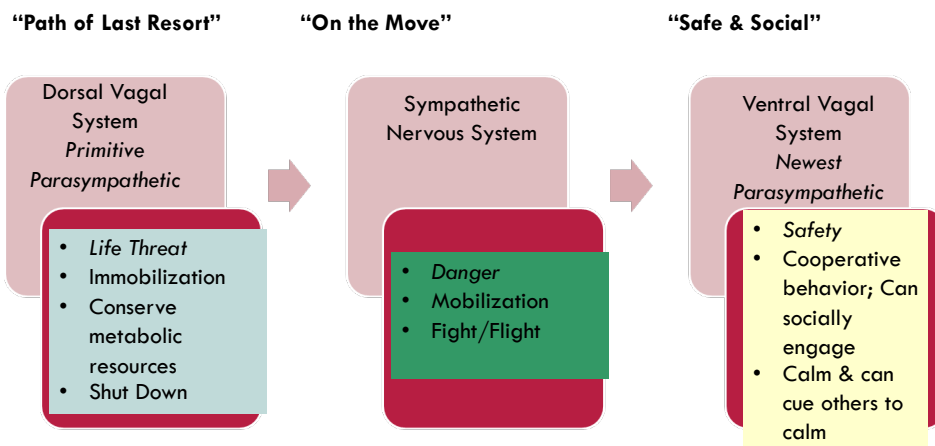 “Path of Last Resort”
“On the Move”
“Safe & Social”
Dorsal Vagal
System
Primitive
Parasympathetic
• Life Threat
• Immobilization
• Conserve
metabolic
resources
• Shut Down
Sympathetic
Nervous System
• Danger
• Mobilization
• Fight/Flight
Ventral Vagal
System
Newest
Parasympathetic
• Safety
• Cooperative
behavior; Can
socially
engage
• Calm & can
cue others to
calm